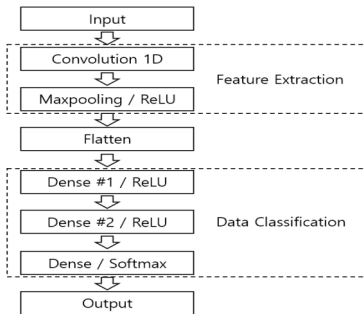 Input
Convolution 1D
Feature Extraction
Maxpooling / ReLU
Flatten
Dense #1 / ReLU
Dense #2 / ReLU
Data Classification
Dense / Softmax
Output